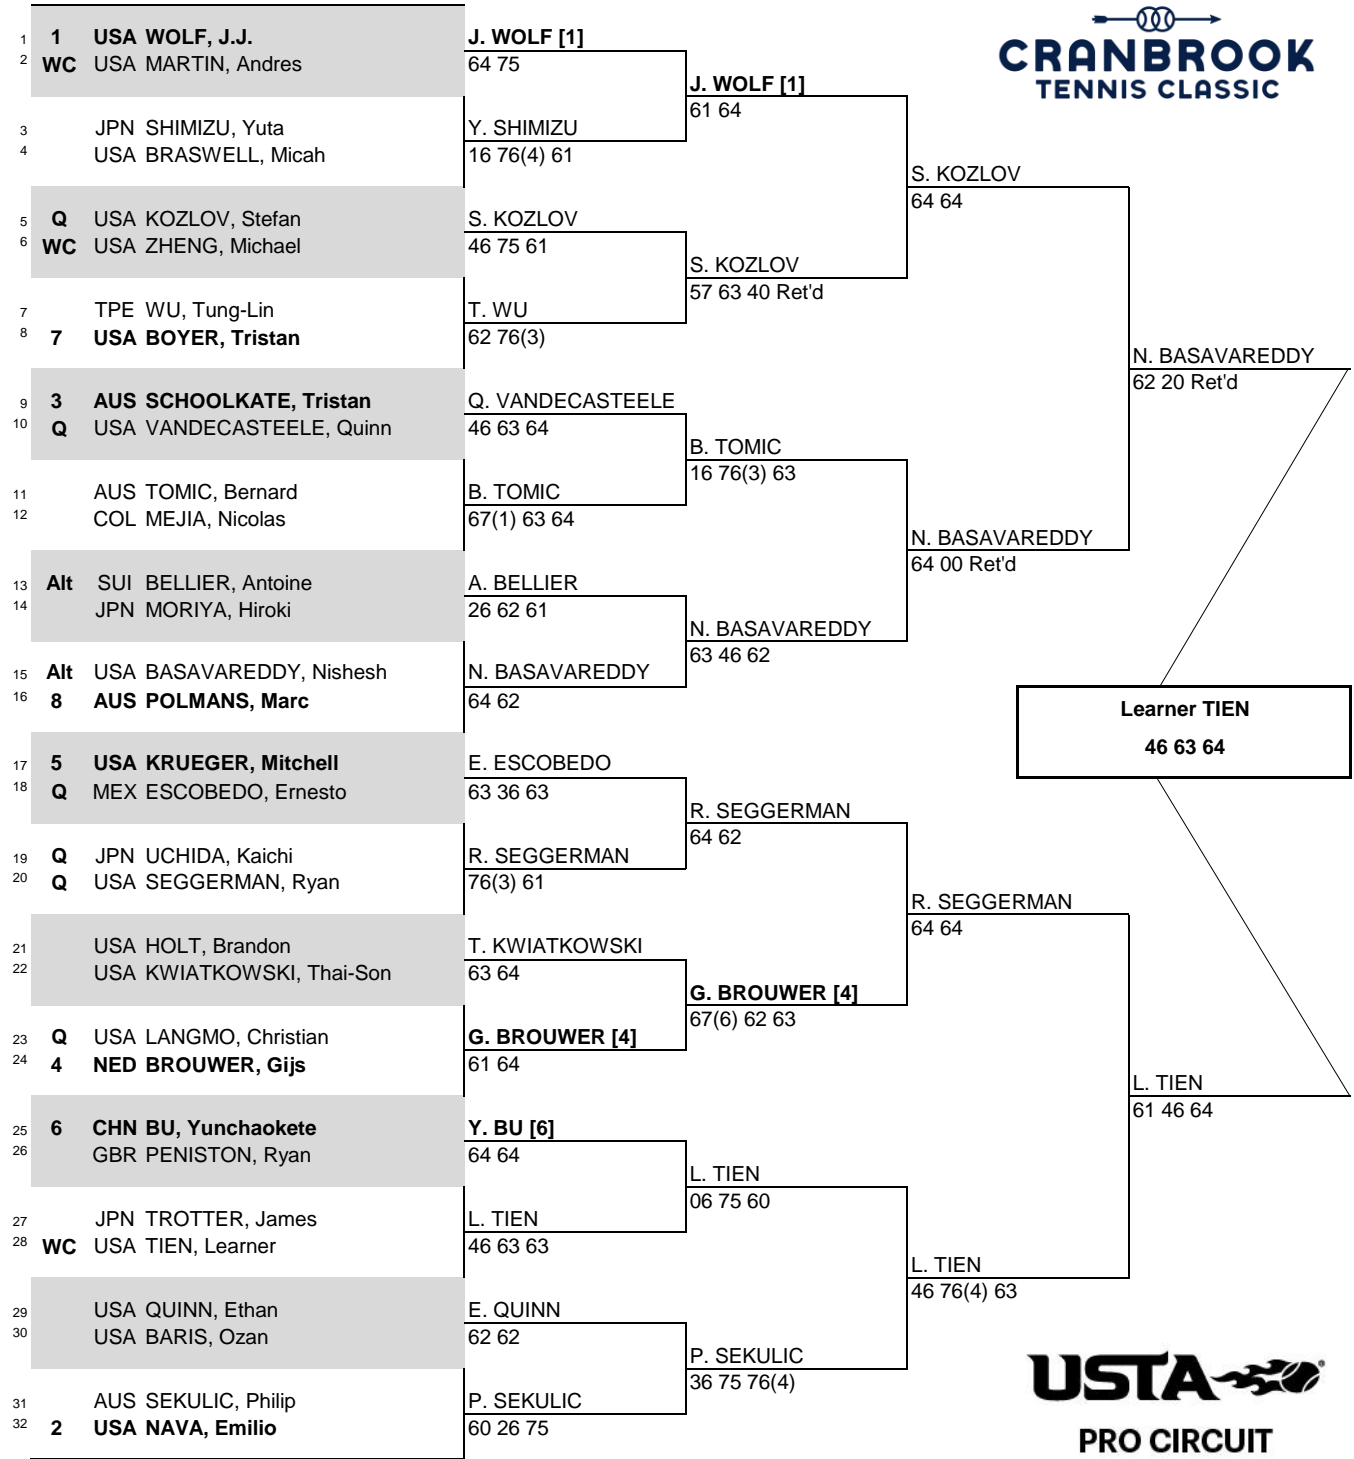 CRANBROOK
TENNIS CLASSIC
1 1 USA WOLF, J.J.
2 WC USA MARTIN, Andres
3 JPN SHIMIZU, Yuta
4 USA BRASWELL, Micah
5 Q USA KOZLOV, Stefan
6 WC USA ZHENG, Michael
7 TPE WU, Tung-Lin
8 7 USA BOYER, Tristan
9 3 AUS SCHOOLKATE, Tristan
10 Q USA VANDECASTEELE, Quinn
11 AUS TOMIC, Bernard
12 COL MEJIA, Nicolas
13 Alt SUI BELLIER, Antoine
14 JPN MORIYA, Hiroki
15 Alt USA BASAVAREDDY, Nishesh
16 8 AUS POLMANS, Marc
17 5 USA KRUEGER, Mitchell
18 Q MEX ESCOBEDO, Ernesto
19 Q JPN UCHIDA, Kaichi
20 Q USA SEGGERMAN, Ryan
21 USA HOLT, Brandon
22 USA KWIATKOWSKI, Thai-Son
23 Q USA LANGMO, Christian
24 4 NED BROUWER, Gijs
25 6 CHN BU, Yunchaokete
26 GBR PENISTON, Ryan
27 JPN TROTTER, James
28 WC USA TIEN, Learner
29 USA QUINN, Ethan
30 USA BARIS, Ozan
31 AUS SEKULIC, Philip
32 2 USA NAVA, Emilio
J. WOLF [1]
64 75
Y. SHIMIZU
16 76(4) 61
S. KOZLOV
46 75 61
T. WU
62 76(3)
Q. VANDECASTEELE
46 63 64
B. TOMIC
67(1) 63 64
A. BELLIER
26 62 61
N. BASAVAREDDY
64 62
E. ESCOBEDO
63 36 63
R. SEGGERMAN
76(3) 61
T. KWIATKOWSKI
63 64
G. BROUWER [4]
61 64
Y. BU [6]
64 64
L. TIEN
46 63 63
E. QUINN
62 62
P. SEKULIC
60 26 75
J. WOLF [1]
61 64
S. KOZLOV
57 63 40 Ret'd
B. TOMIC
16 76(3) 63
N. BASAVAREDDY
63 46 62
R. SEGGERMAN
64 62
G. BROUWER [4]
67(6) 62 63
L. TIEN
06 75 60
P. SEKULIC
36 75 76(4)
S. KOZLOV
64 64
N. BASAVAREDDY
64 00 Ret'd
R. SEGGERMAN
64 64
L. TIEN
46 76(4) 63
N. BASAVAREDDY
62 20 Ret'd
L. TIEN
61 46 64
Learner TIEN
46 63 64
USTA
PRO CIRCUIT